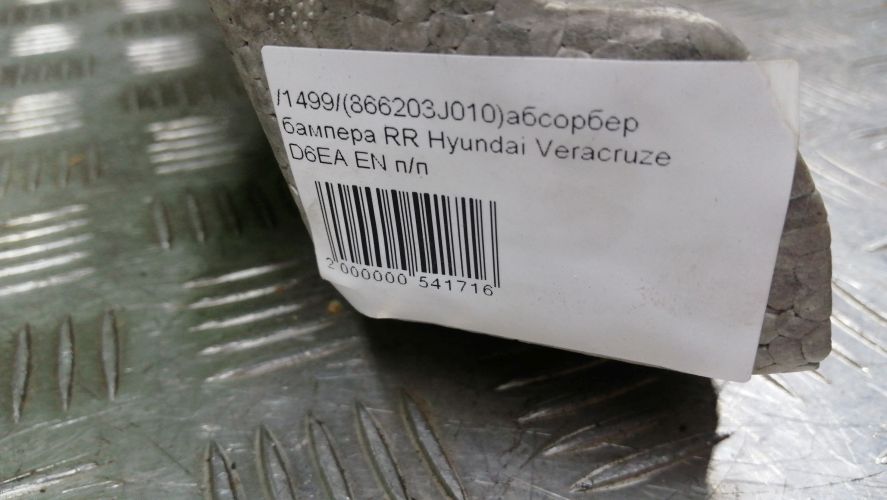 /1499/(866203J010)абсорбер
бампера RR Hyundai Veracruze
D6EA EN п/п
2 000000 541716